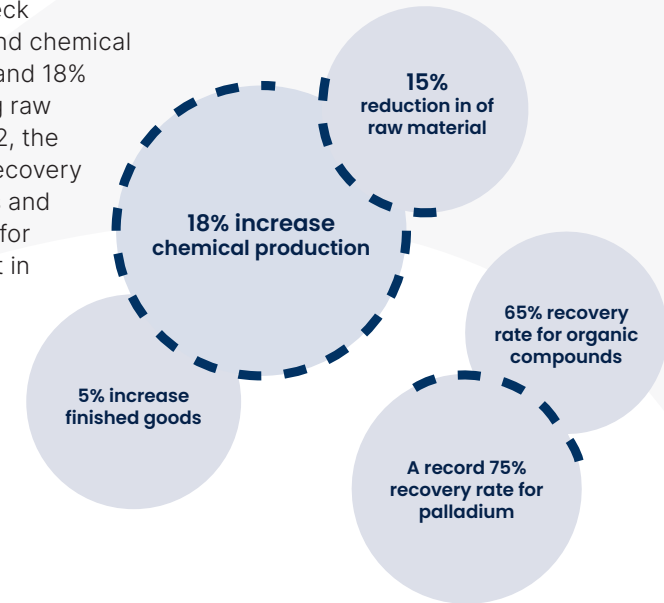 nd chemical
and 18%
raw
2, the
ecovery
and
for
in
15%
reduction in of
raw material
18% increase
chemical production
65% recovery
rate for organic
compounds
5% increase
finished goods
A record 75%
recovery rate for
palladium